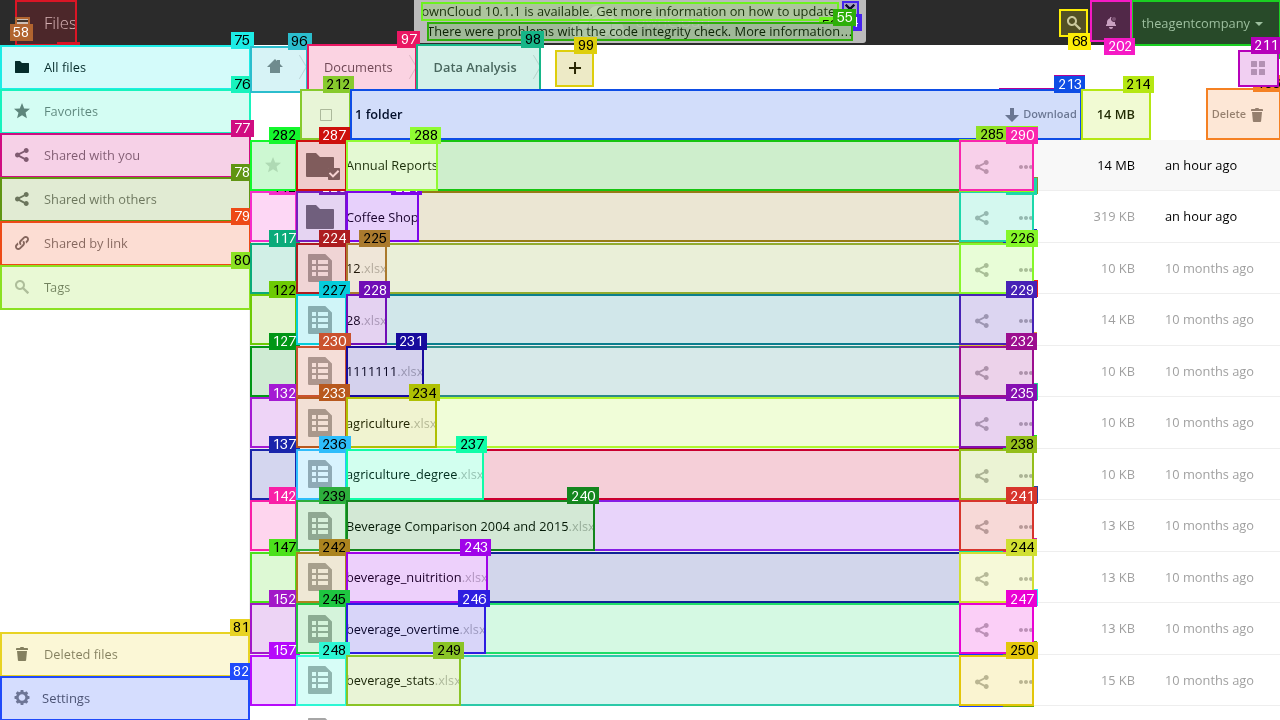 Files
ownCloud 10.1.1 is available. Get more information on how to update
There were problems with the code integrity check. More information...
55
58
68
202
theagentcompany
75
96
97
98
99
211
All files
Documents
Data Analysis
+
76
212
213
214
Favorites
1 folder
Download
14 MB
Delete
77
282
287
288
285
290
Shared with you
Annual Reports
14 MB
an hour ago
78
Shared with others
Coffee Shop
319 KB
an hour ago
79
117
224
225
226
Shared by link
12.xlsx
10 KB
10 months ago
80
122
227
228
229
Tags
28.xlsx
14 KB
10 months ago
127
230
231
232
1111111.xlsx
10 KB
10 months ago
132
233
234
235
agriculture.xlsx
10 KB
10 months ago
137
236
237
238
agriculture_degree.xlsx
10 KB
10 months ago
142
239
240
241
Beverage Comparison 2004 and 2015.xlsx
13 KB
10 months ago
147
242
243
244
beverage_nuitrition.xlsx
13 KB
10 months ago
152
245
246
247
beverage_overtime.xlsx
13 KB
10 months ago
81
157
248
249
250
Deleted files
beverage_stats.xlsx
15 KB
10 months ago
82
Settings